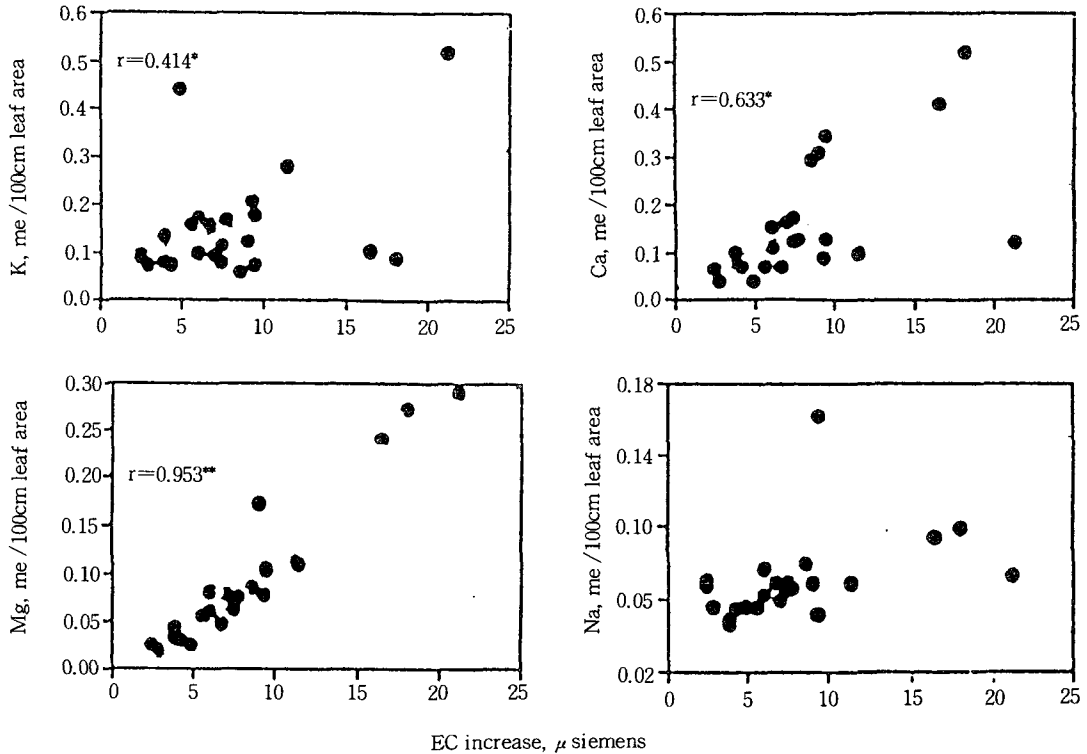 K, me /100cm leaf area
0.6
0.5
0.4
0.3
0.2
0.1
0.0
r=0.414*
0 5 10 15 20 25
Ca, me /100cm leaf area
0.6
0.5
0.4
0.3
0.2
0.1
0.0
r=0.633*
0 5 10 15 20 25
Mg, me /100cm leaf area
0.30
0.25
0.20
0.15
0.10
0.05
0.00
r=0.953**
0 5 10 15 20 25
Na, me /100cm leaf area
0.18
0.14
0.10
0.05
0.02
0 5 10 15 20 25
EC increase, μ siemens